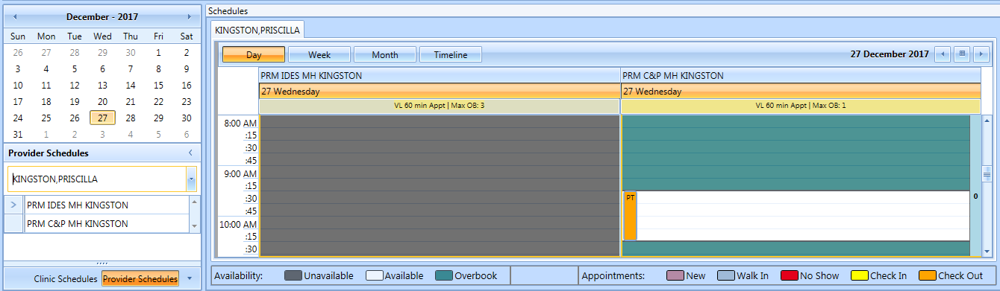 December - 2017
Sun Mon Tue Wed Thu Fri Sat
26 27 28 29 30 1 2
3 4 5 6 7 8 9
10 11 12 13 14 15 16
17 18 19 20 21 22 23
24 25 26 27 28 29 30
31 1 2 3 4 5 6
Provider Schedules
KINGSTON,PRISCILLA
PRM IDES MH KINGSTON
PRM C&P MH KINGSTON
Clinic Schedules Provider Schedules
Schedules
KINGSTON,PRISCILLA
Day Week Month Timeline 27 December 2017
PRM IDES MH KINGSTON PRM C&P MH KINGSTON
27 Wednesday 27 Wednesday
VL 60 min Appt | Max OB: 3 VL 60 min Appt | Max OB: 1
8:00 AM
:15
:30
:45
9:00 AM
:15
:30 PT 0
:45
10:00 AM
:15
:30
Availability: Unavailable Available Overbook Appointments: New Walk In No Show Check In Check Out